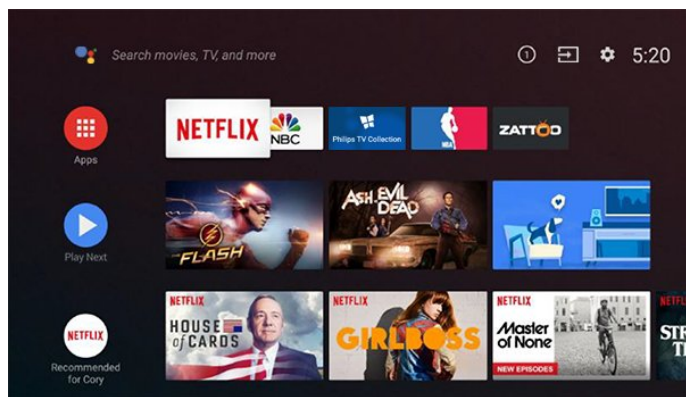 Search movies, TV, and more
1
5:20
Apps
NETFLIX
NBC
Philips TV Collection
NBA
ZATTOO
Play Next
THE
FLASH
ASH VS EVIL
DEAD
NETFLIX
Recommended
for Cory
NETFLIX
HOUSE
of CARDS
NETFLIX
GIRLBOSS
NETFLIX
Master
of None
NEW EPISODES
NETFL
STR
T